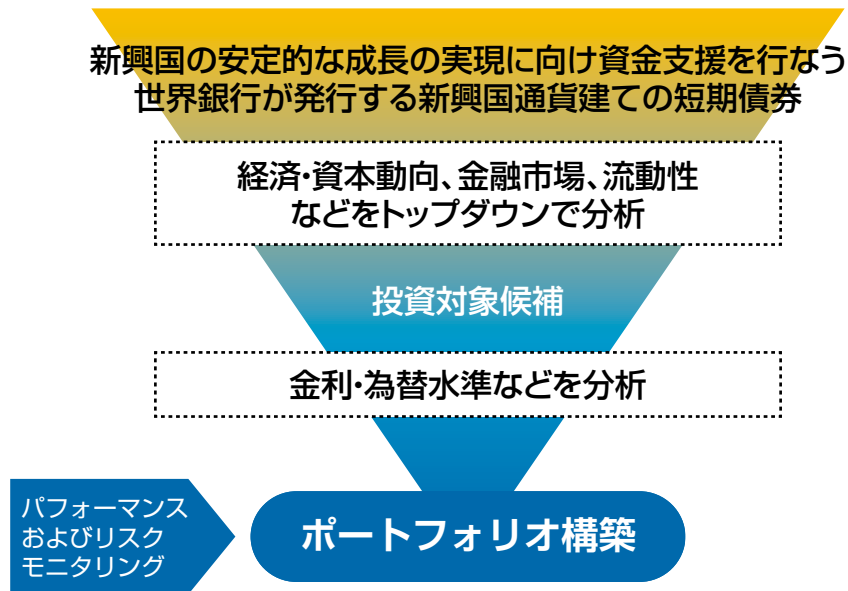 新興国の安定的な成長の実現に向け資金支援を行なう
世界銀行が発行する新興国通貨建ての短期債券
経済・資本動向、金融市場、流動性
などをトップダウンで分析
投資対象候補
金利・為替水準などを分析
パフォーマンス
およびリスク
モニタリング
ポートフォリオ構築